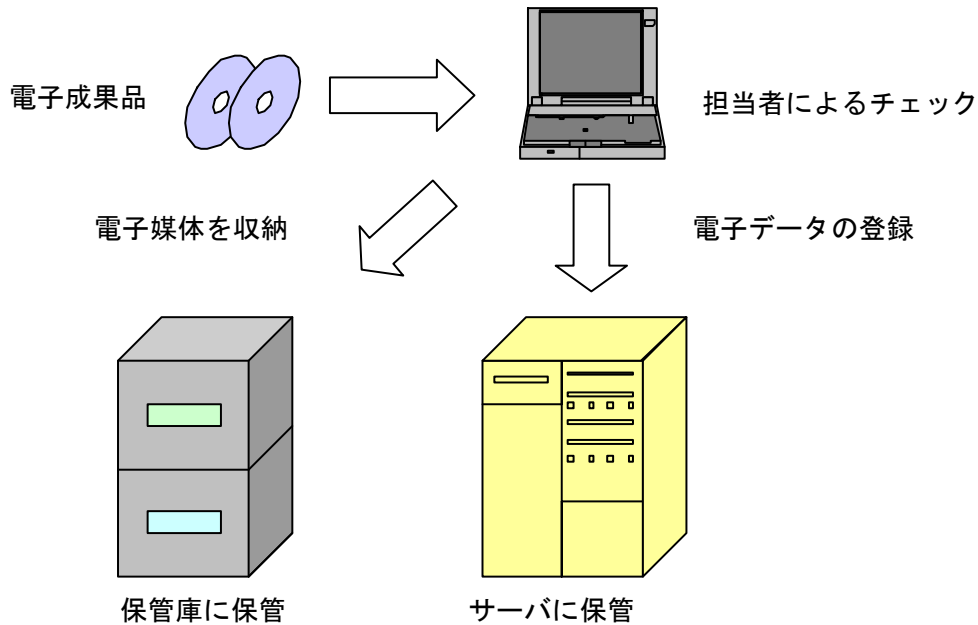 電子成果品
担当者によるチェック
電子媒体を収納
電子データの登録
保管庫に保管
サーバに保管